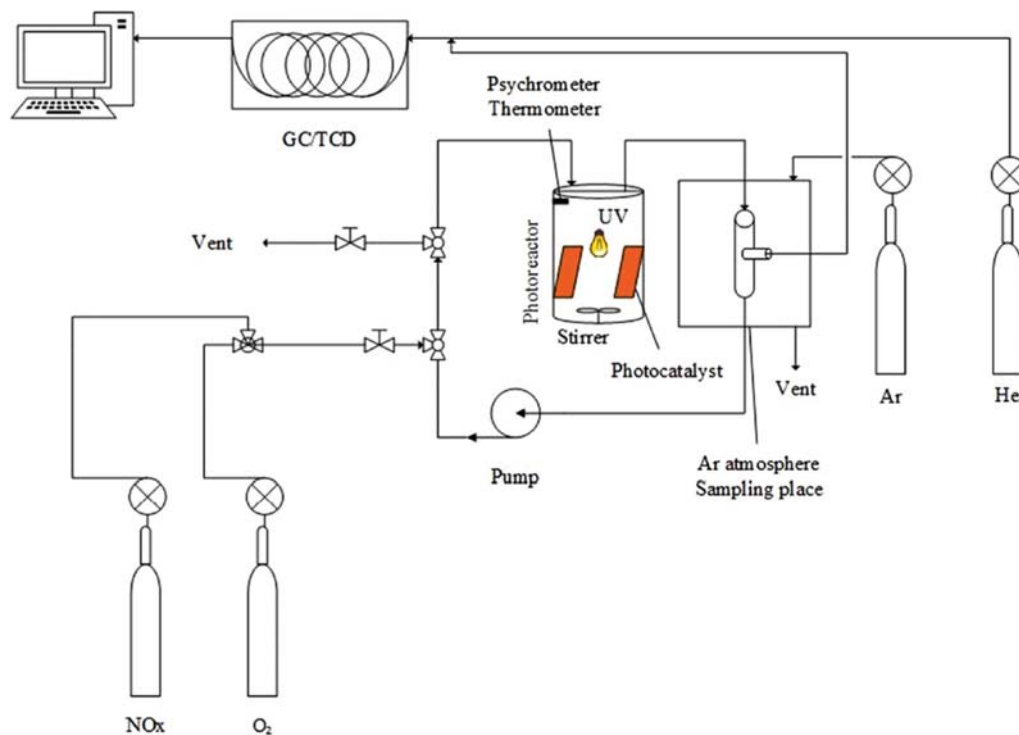 GC/TCD
Psychrometer
Thermometer
Vent
Photoreactor
UV
Stirrer
Photocatalyst
Vent
Ar
He
Pump
Ar atmosphere
Sampling place
NOx
O₂